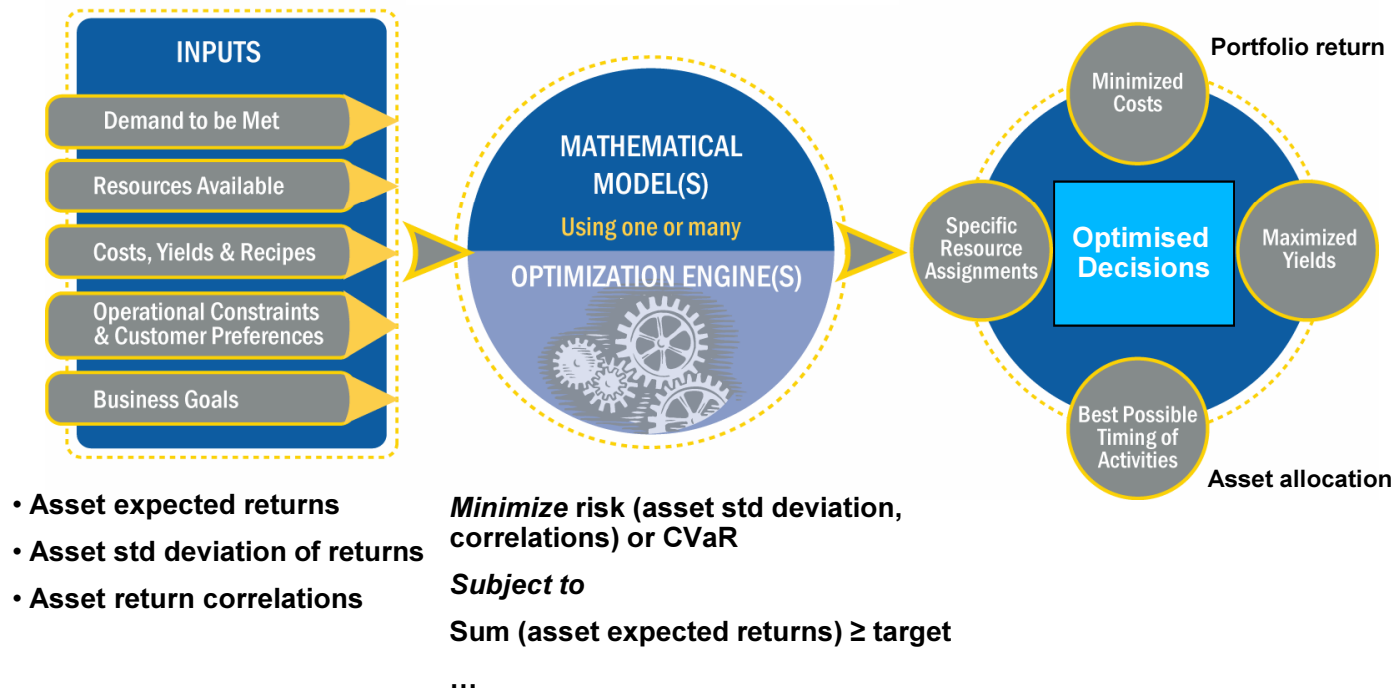 INPUTS
Demand to be Met
Resources Available
Costs, Yields & Recipes
Operational Constraints
& Customer Preferences
Business Goals
• Asset expected returns
• Asset std deviation of returns
• Asset return correlations
MATHEMATICAL
MODEL(S)
Using one or many
OPTIMIZATION ENGINE(S)
Minimize risk (asset std deviation,
correlations) or CVaR
Subject to
Sum (asset expected returns) ≥ target
...
Portfolio return
Minimized
Costs
Specific
Resource
Assignments
Optimised
Decisions
Maximized
Yields
Best Possible
Timing of
Activities
Asset allocation